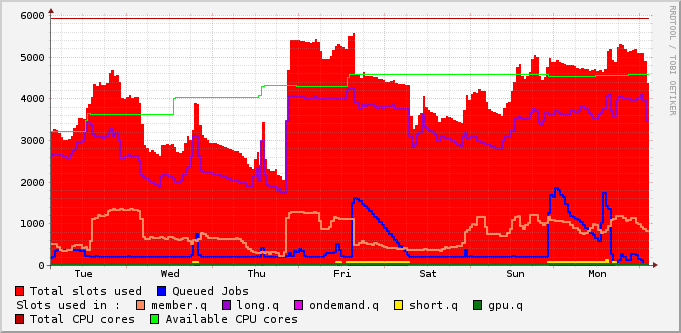 RRDTOOL / TOBI OETIKER
6000
5000
4000
3000
2000
1000
0
Tue Wed Thu Fri Sat Sun Mon
Total slots used Queued Jobs
Slots used in : member.q long.q ondemand.q short.q gpu.q
Total CPU cores Available CPU cores